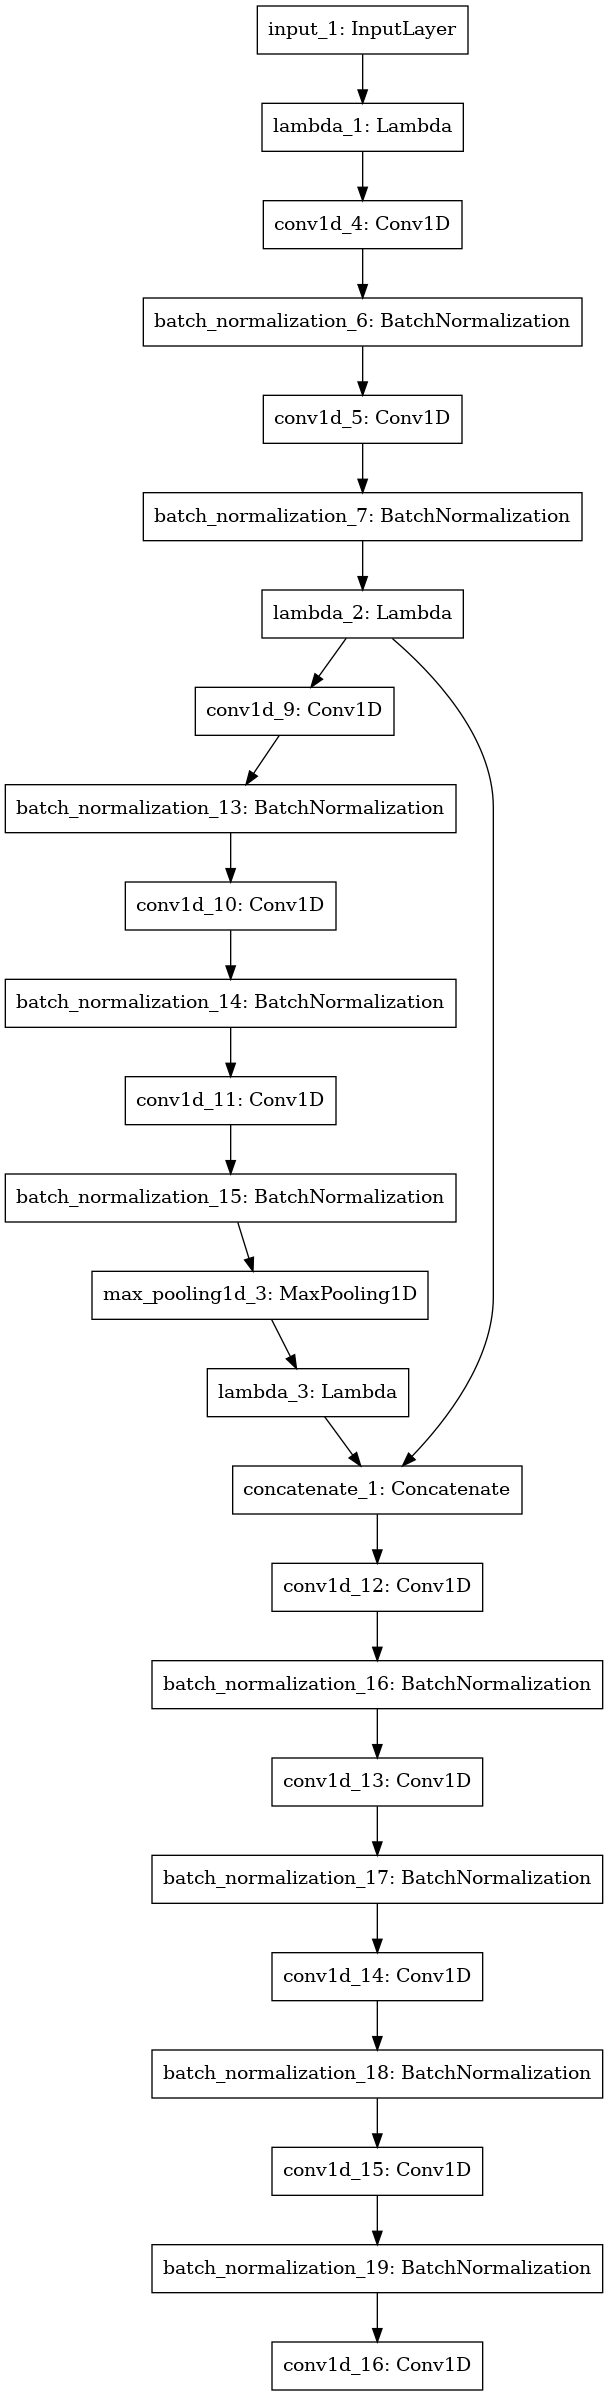 input_1: InputLayer
lambda_1: Lambda
conv1d_4: Conv1D
batch_normalization_6: BatchNormalization
conv1d_5: Conv1D
batch_normalization_7: BatchNormalization
lambda_2: Lambda
conv1d_9: Conv1D
batch_normalization_13: BatchNormalization
conv1d_10: Conv1D
batch_normalization_14: BatchNormalization
conv1d_11: Conv1D
batch_normalization_15: BatchNormalization
max_pooling1d_3: MaxPooling1D
lambda_3: Lambda
concatenate_1: Concatenate
conv1d_12: Conv1D
batch_normalization_16: BatchNormalization
conv1d_13: Conv1D
batch_normalization_17: BatchNormalization
conv1d_14: Conv1D
batch_normalization_18: BatchNormalization
conv1d_15: Conv1D
batch_normalization_19: BatchNormalization
conv1d_16: Conv1D